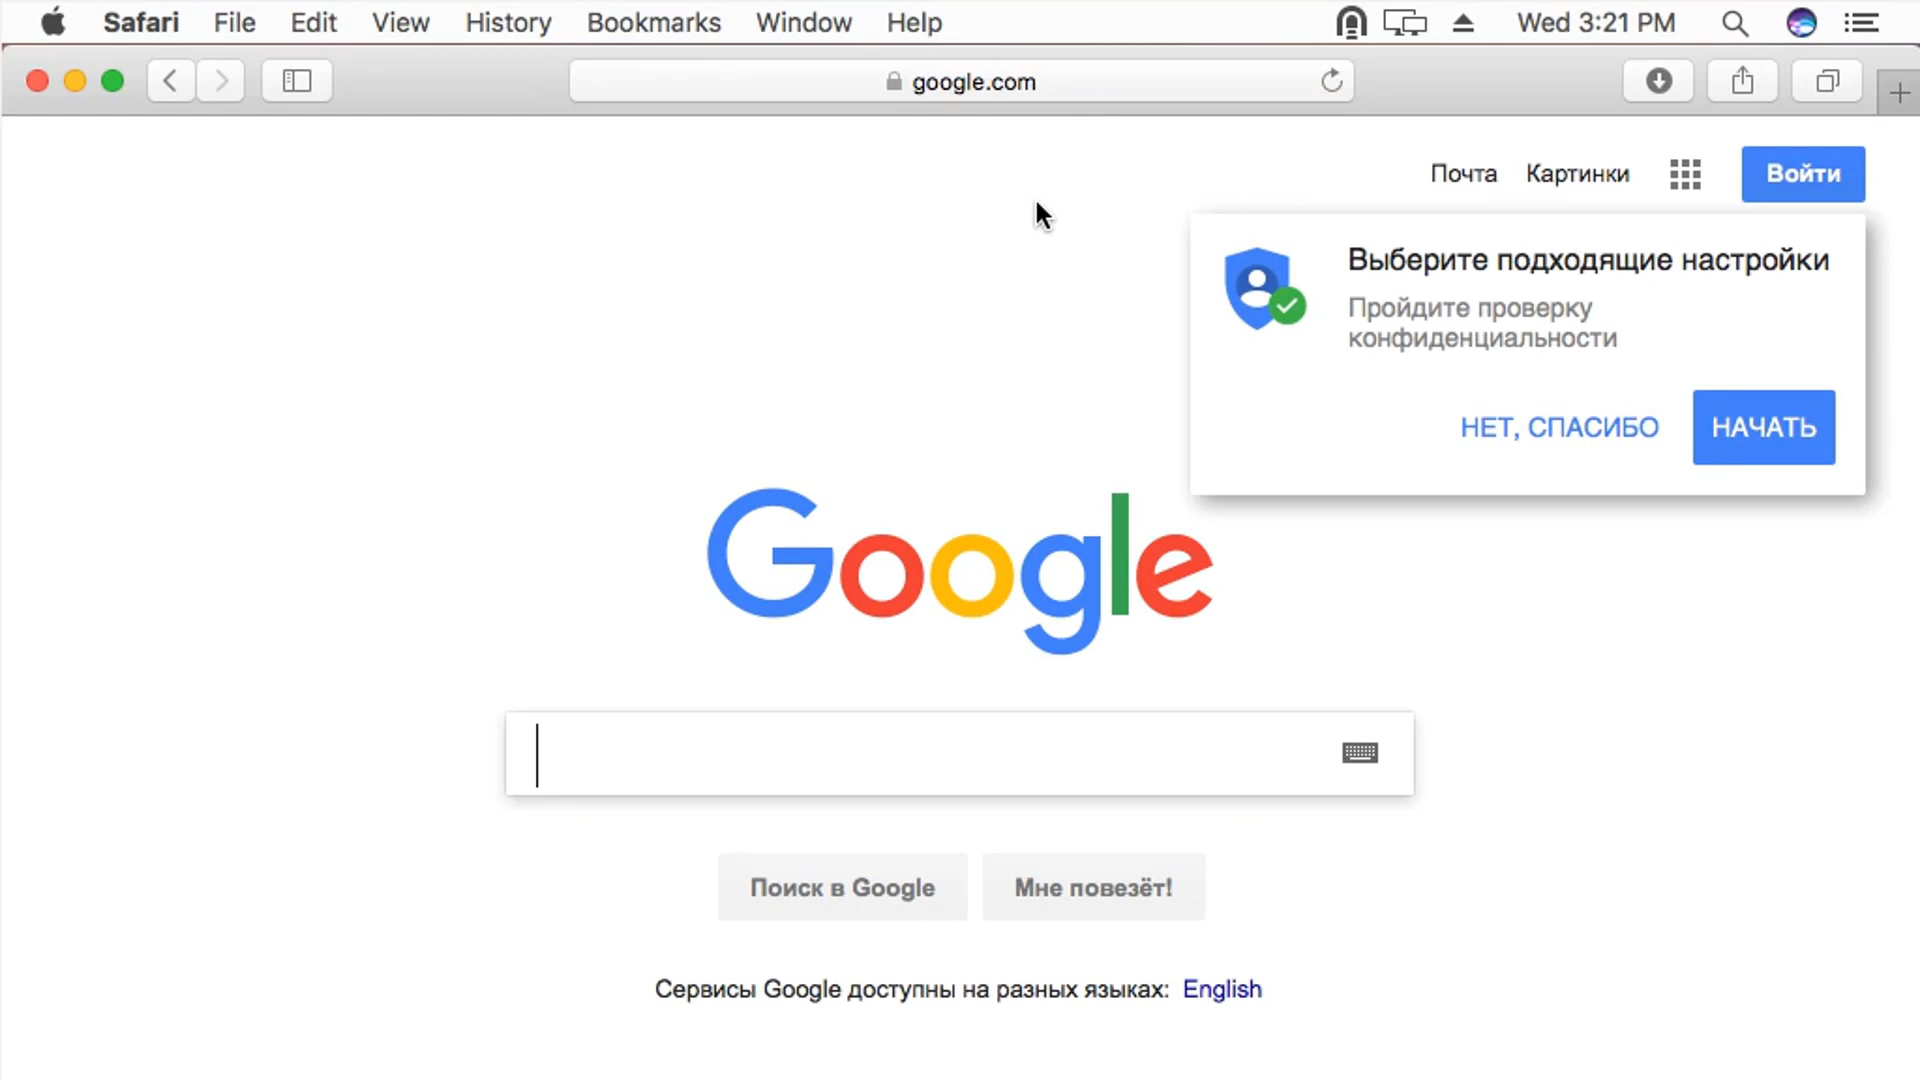 Safari File Edit View History Bookmarks Window Help Wed 3:21 PM
google.com
Почта Картинки Войти
Выберите подходящие настройки
Пройдите проверку
конфиденциальности
НЕТ, СПАСИБО НАЧАТЬ
Google
Поиск в Google Мне повезёт!
Сервисы Google доступны на разных языках: English